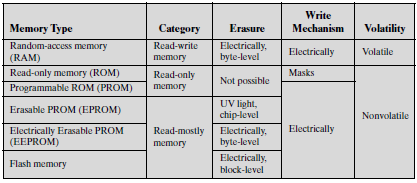 Memory Type Category Erasure Write Mechanism Volatility
Random-access memory (RAM) Read-write memory Electrically, byte-level Electrically Volatile
Read-only memory (ROM) Read-only memory Not possible Masks Nonvolatile
Programmable ROM (PROM) Electrically
Erasable PROM (EPROM) Read-mostly memory UV light, chip-level
Electrically Erasable PROM (EEPROM) Electrically, byte-level
Flash memory Electrically, block-level